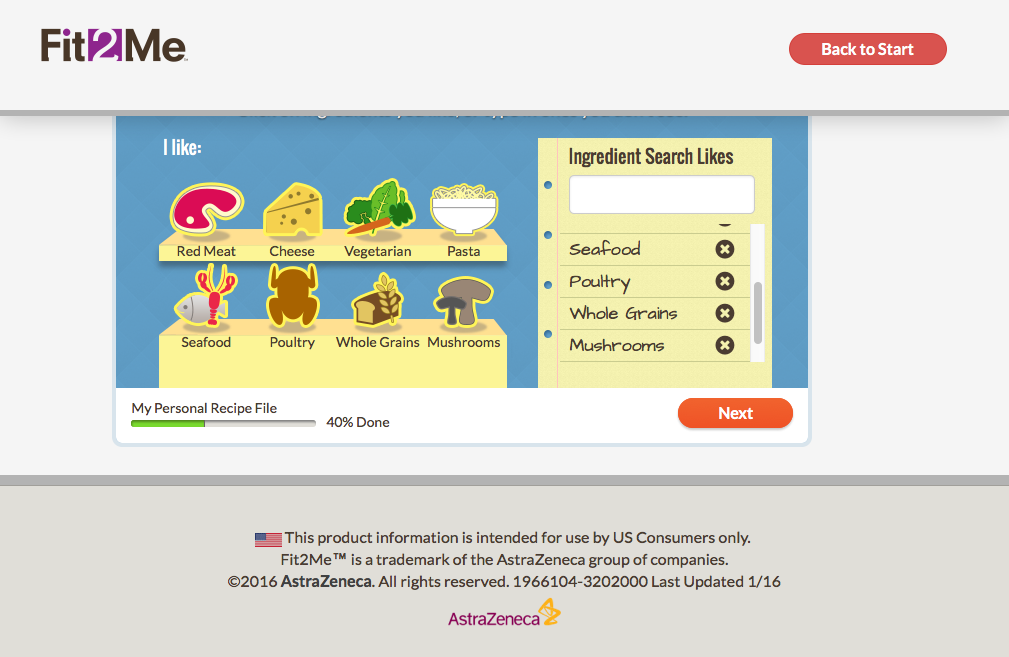 Fit2Me
Back to Start
I like:
Ingredient Search Likes
Red Meat
Cheese
Vegetarian
Pasta
Seafood
Poultry
Whole Grains
Mushrooms
Seafood
Poultry
Whole Grains
Mushrooms
My Personal Recipe File
40% Done
Next
This product information is intended for use by US Consumers only.
Fit2Me™ is a trademark of the AstraZeneca group of companies.
©2016 AstraZeneca. All rights reserved. 1966104-3202000 Last Updated 1/16
AstraZeneca